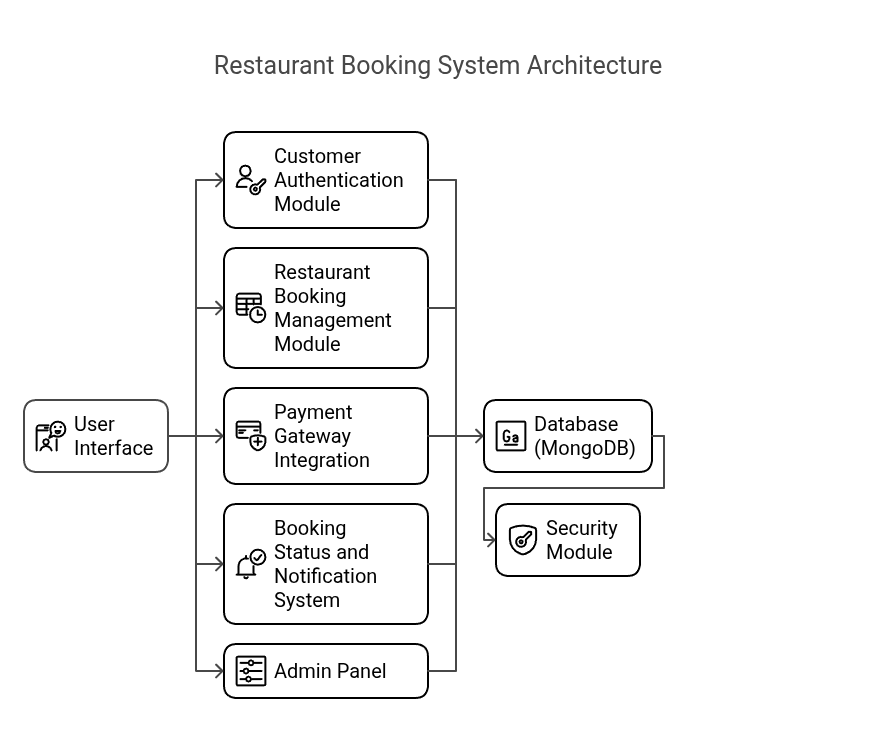 Restaurant Booking System Architecture
Customer
Authentication
Module
Restaurant
Booking
Management
Module
User
Interface
Payment
Gateway
Integration
Ga
Database
(MongoDB)
Booking
Status and
Notification
System
Security
Module
Admin Panel